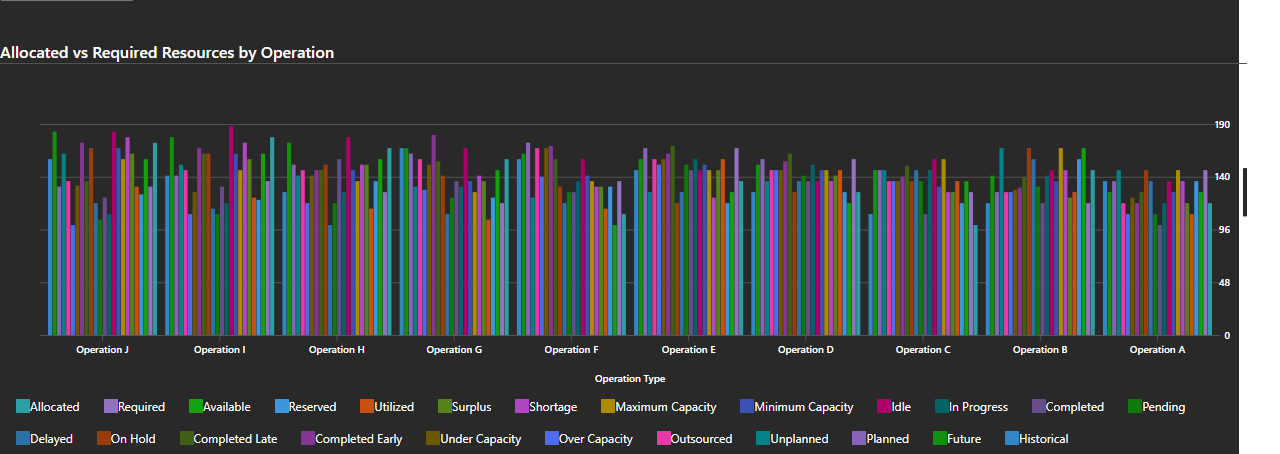 Allocated vs Required Resources by Operation
190
140
96
48
0
Operation J Operation I Operation H Operation G Operation F Operation E Operation D Operation C Operation B Operation A
Operation Type
Allocated Required Available Reserved Utilized Surplus Shortage Maximum Capacity Minimum Capacity Idle In Progress Completed Pending
Delayed On Hold Completed Late Completed Early Under Capacity Over Capacity Outsourced Unplanned Planned Future Historical